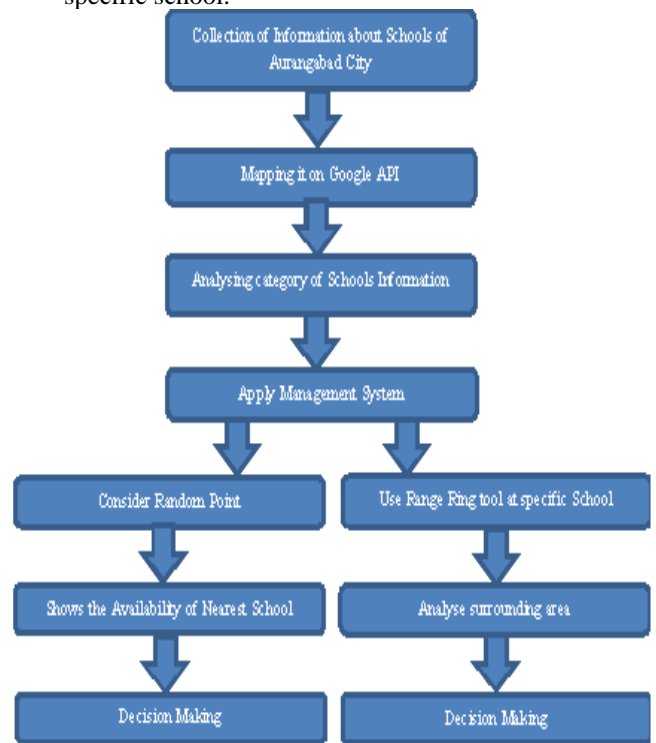 specific school.
Collection of Information about Schools of
Aurangabad City
Mapping it on Google API
Analysing category of Schools Information
Apply Management System
Consider Random Point
Use Range Ring tool at specific School
Shows the Availability of Nearest School
Analyse surrounding area
Decision Making
Decision Making